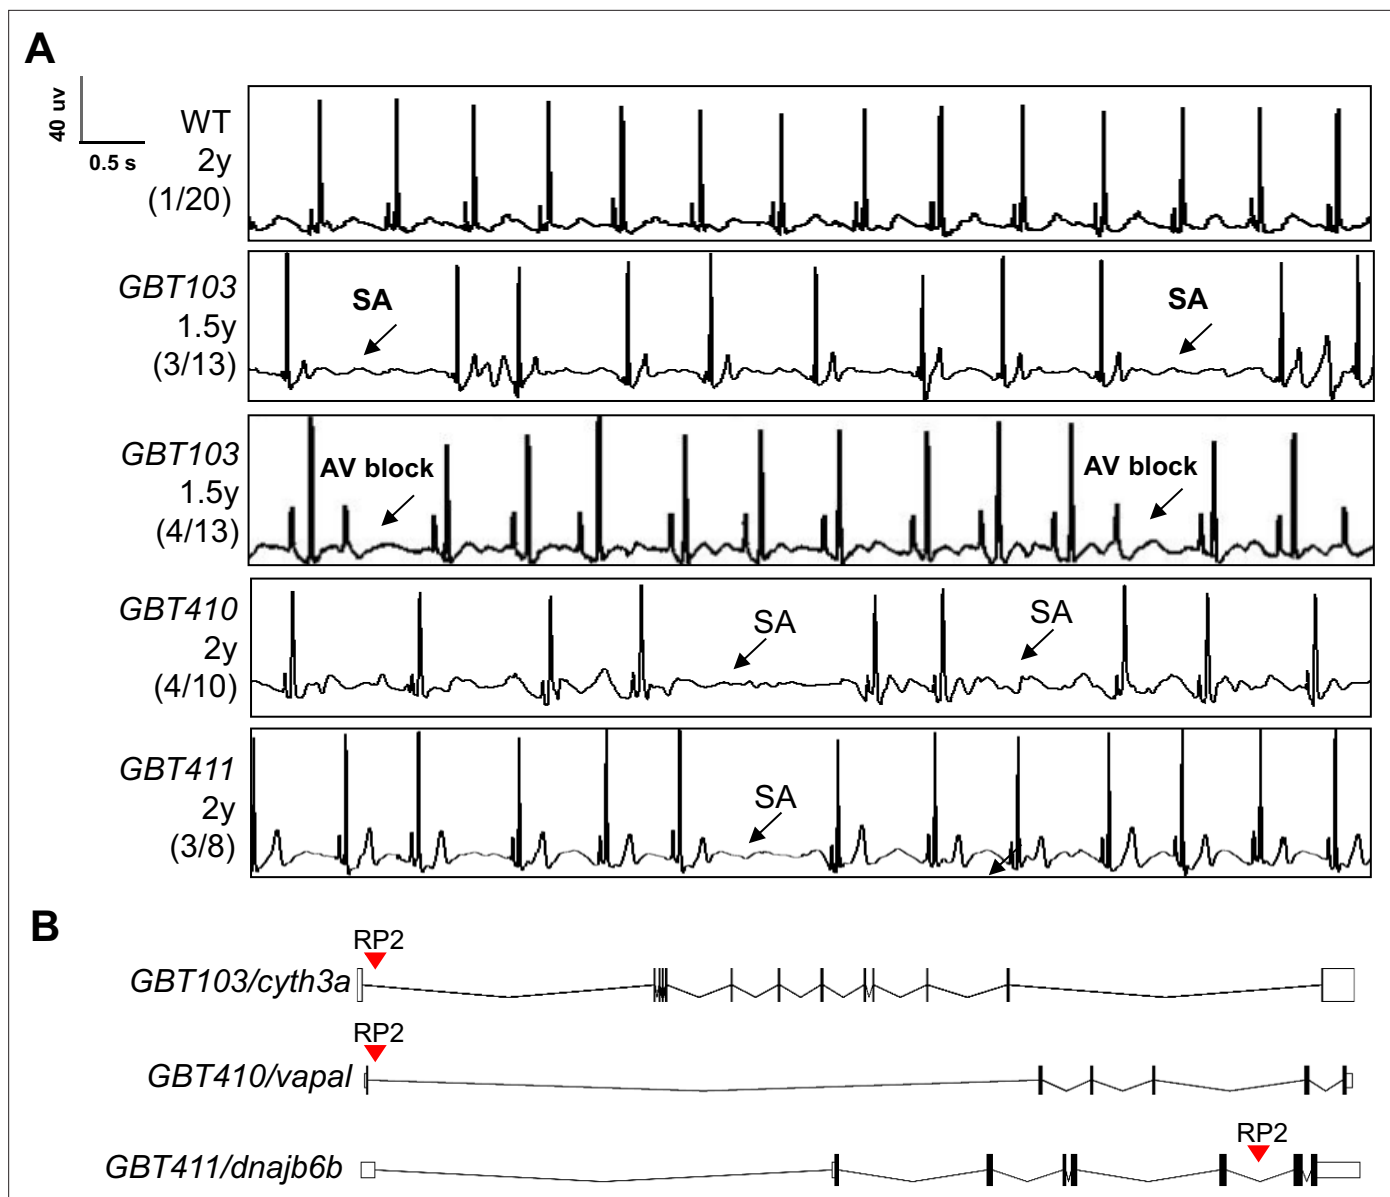 A
40 uv
0.5 s
WT
2y
(1/20)
GBT103
1.5y
(3/13)
SA
SA
GBT103
1.5y
(4/13)
AV block
AV block
GBT410
2y
(4/10)
SA
SA
GBT411
2y
(3/8)
SA
B
RP2
GBT103/cyth3a
RP2
GBT410/vapal
RP2
GBT411/dnajb6b